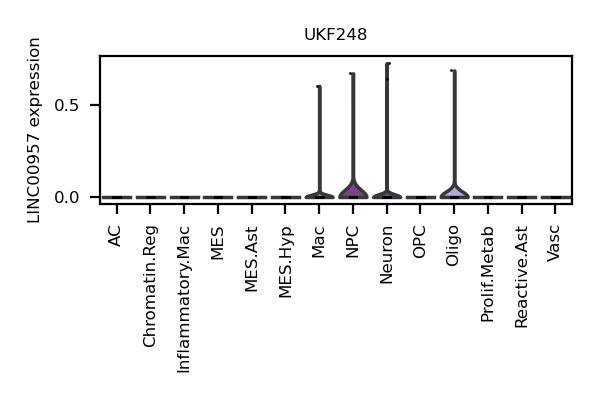 UKF248
LINC00957 expression
0.5
0.0
AC
Chromatin.Reg
Inflammatory.Mac
MES
MES.Ast
MES.Hyp
Mac
NPC
Neuron
OPC
Oligo
Prolif.Metab
Reactive.Ast
Vasc